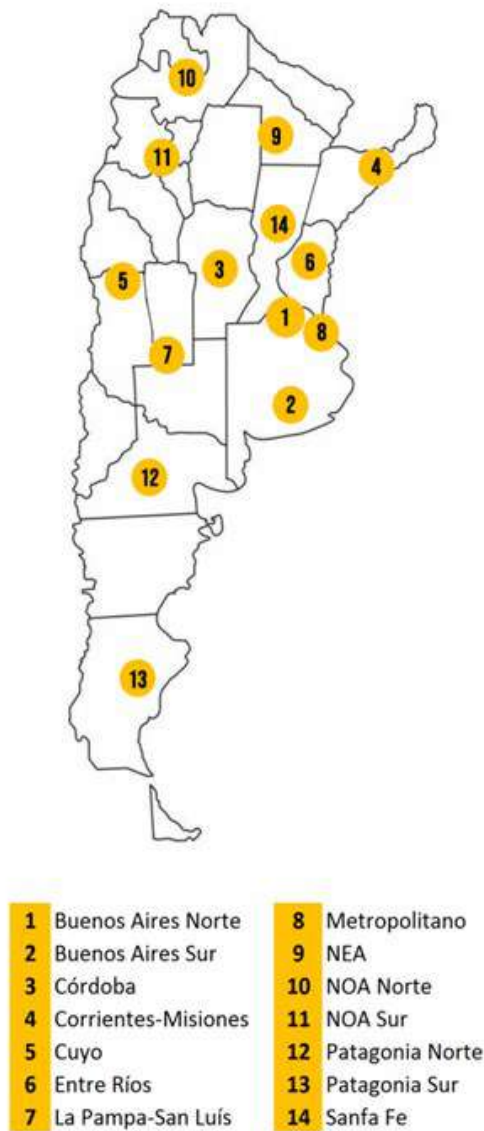 10
9
11
4
14
3
6
5
1
8
7
2
12
13
1 Buenos Aires Norte
2 Buenos Aires Sur
3 Córdoba
4 Corrientes-Misiones
5 Cuyo
6 Entre Ríos
7 La Pampa-San Luís
8 Metropolitano
9 NEA
10 NOA Norte
11 NOA Sur
12 Patagonia Norte
13 Patagonia Sur
14 Sanfa Fe